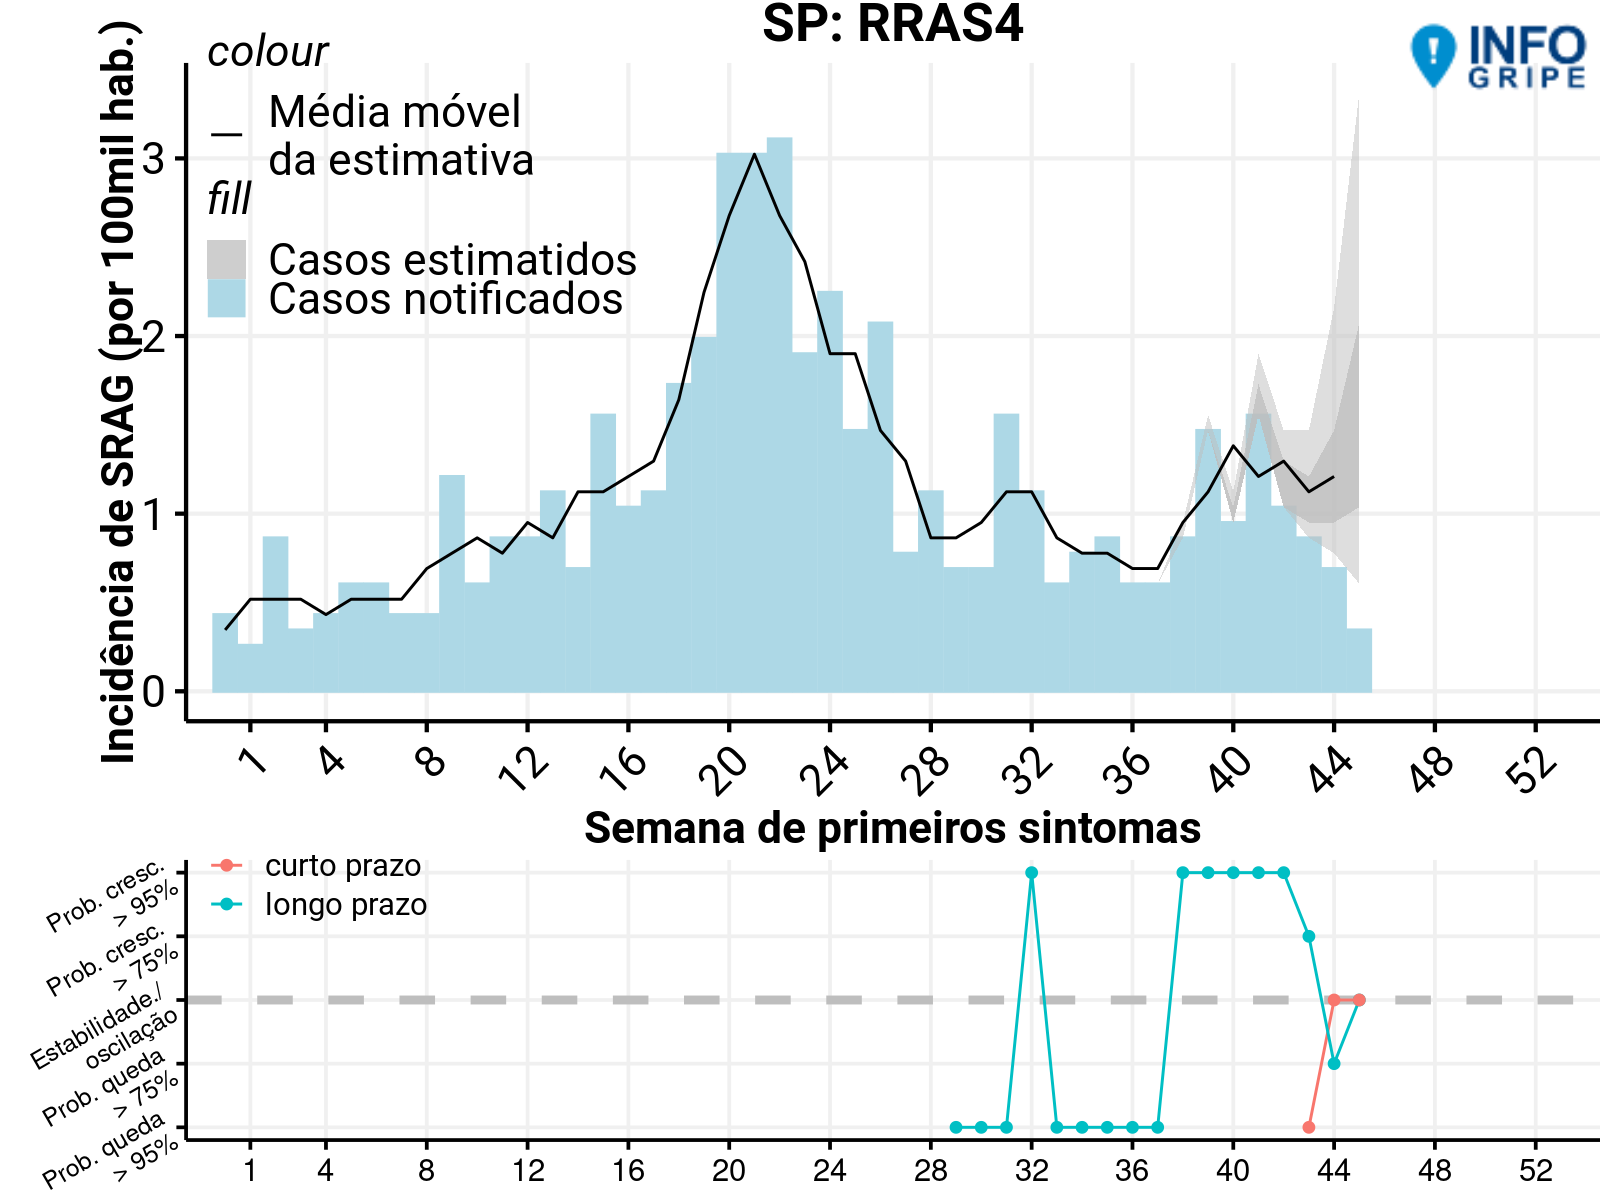 SP: RRAS4
INFO
GRIPE
colour
Média móvel
da estimativa
fill
Casos estimatidos
Casos notificados
Incidência de SRAG (por 100mil hab.)
3
2
1
0
1 4 8 12 16 20 24 28 32 36 40 44 48 52
Semana de primeiros sintomas
curto prazo
longo prazo
Prob. cresc.
> 95%
Prob. cresc.
> 75%
Estabilidade./
oscilação
Prob. queda
> 75%
Prob. queda
> 95%
1 4 8 12 16 20 24 28 32 36 40 44 48 52